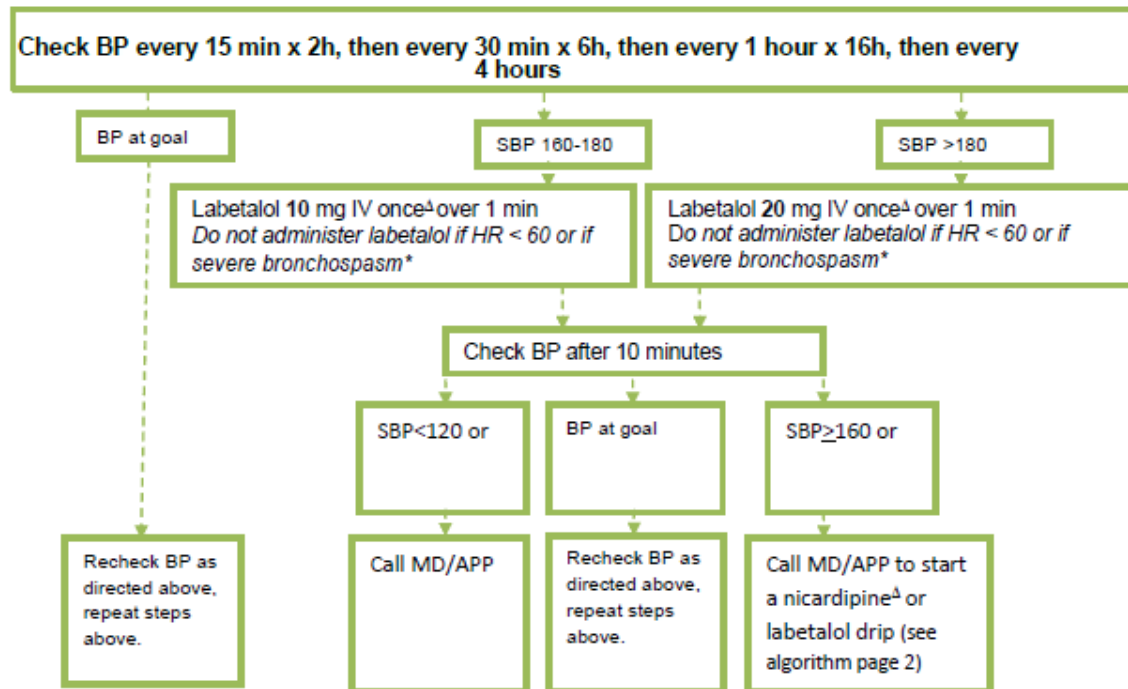 Check BP every 15 min x 2h, then every 30 min x 6h, then every 1 hour x 16h, then every
4 hours
BP at goal
SBP 160-180
SBP >180
Labetalol 10 mg IV onceᐞ over 1 min
Do not administer labetalol if HR < 60 or if
severe bronchospasm*
Labetalol 20 mg IV onceᐞ over 1 min
Do not administer labetalol if HR < 60 or if
severe bronchospasm*
Check BP after 10 minutes
SBP<120 or
BP at goal
SBP≥160 or
Recheck BP as
directed above,
repeat steps
above.
Call MD/APP
Recheck BP as
directed above,
repeat steps
above.
Call MD/APP to start
a nicardipineᐞ or
labetalol drip (see
algorithm page 2)